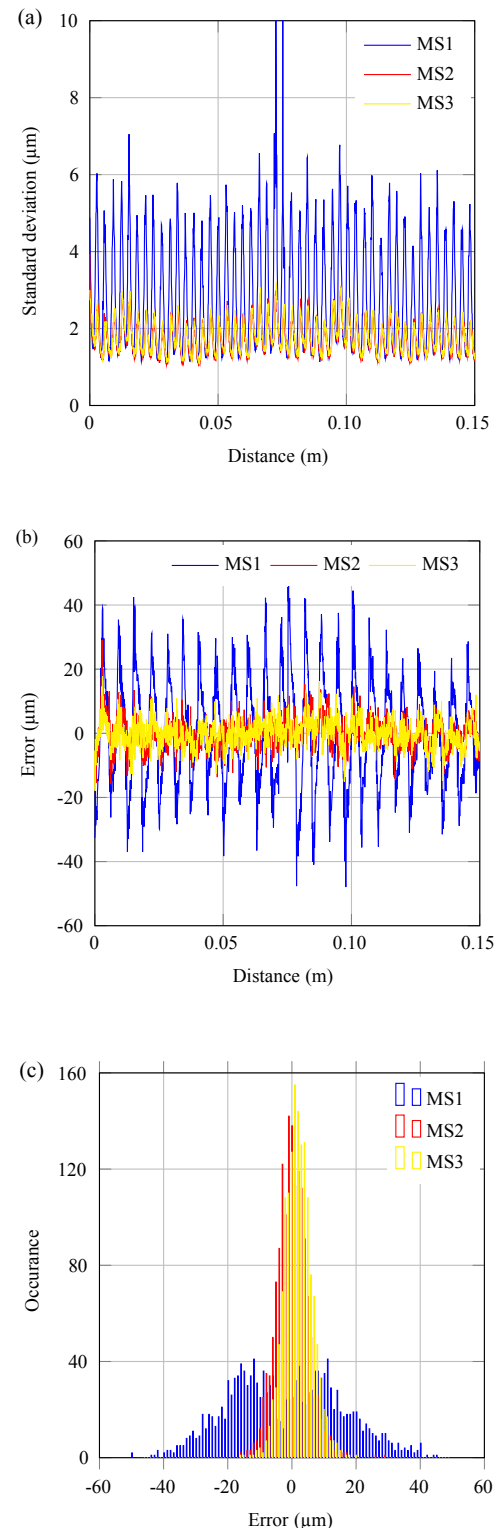 (a)
10
8
6
4
2
0
Standard deviation (μm)
MS1
MS2
MS3
0
0.05
0.10
0.15
Distance (m)
(b)
60
40
20
0
-20
-40
-60
Error (μm)
MS1
MS2
MS3
0
0.05
0.10
0.15
Distance (m)
(c)
160
120
80
40
0
Occurance
MS1
MS2
MS3
-60
-40
-20
0
20
40
60
Error (μm)